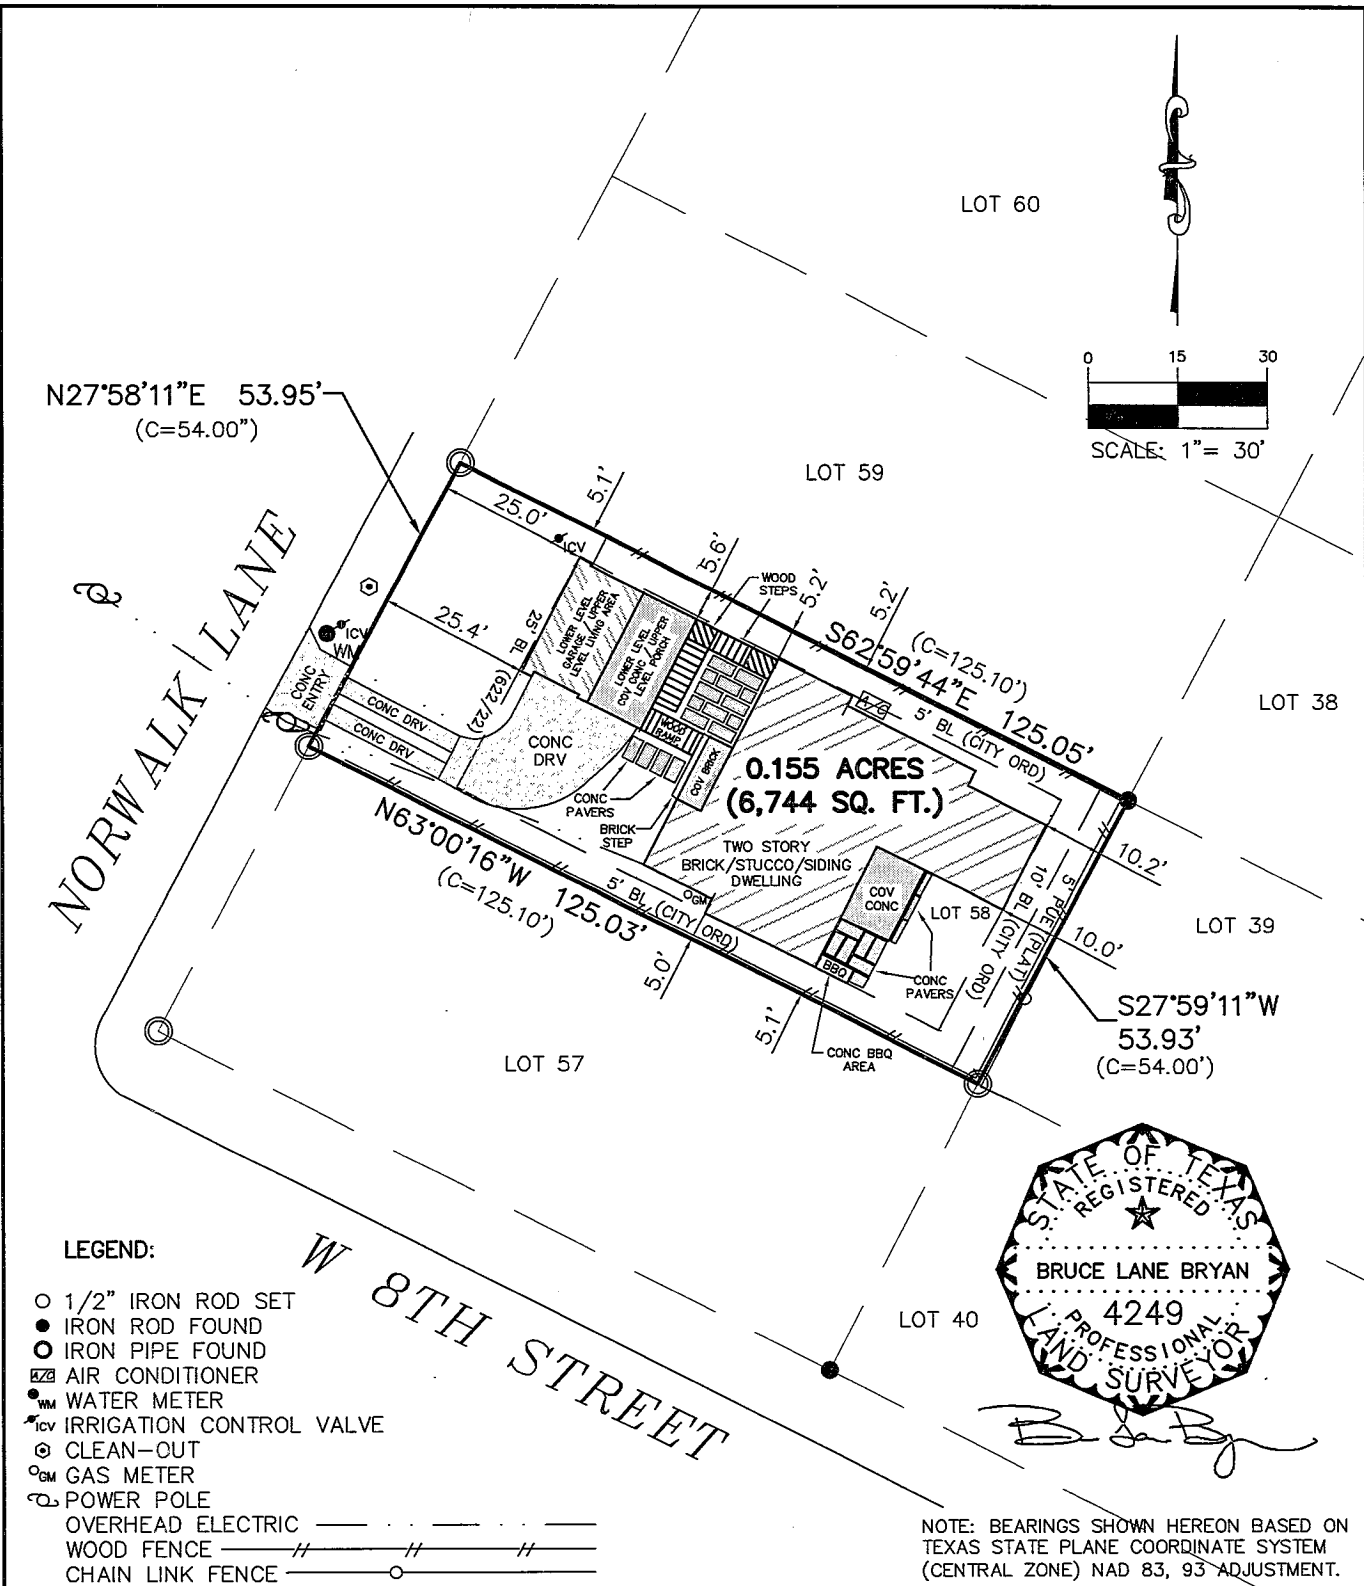 LOT 60
0 15 30
SCALE: 1"= 30'
N27°58'11"E 53.95'
(C=54.00")
LOT 59
25.0'
5.1'
ICV
5.6'
WOOD
STEPS
5.2'
5.2'
S62°59'44"E 125.05'
(C=125.10')
5' BL (CITY ORD)
A/C
LOT 38
NORWALK LANE
ICV
WM
CONC
ENTRY
25.4'
25' BL (622/22)
LOWER LEVEL
GARAGE / UPPER
LEVEL LIVING AREA
LOWER LEVEL
COV CONC / UPPER
LEVEL PORCH
CONC DRV
CONC DRV
CONC
DRV
WOOD
RAMP
COV BRICK
CONC
PAVERS
BRICK
STEP
0.155 ACRES
(6,744 SQ. FT.)
TWO STORY
BRICK/STUCCO/SIDING
DWELLING
COV
CONC
LOT 58
BBQ
CONC
PAVERS
CONC BBQ
AREA
GM
N63°00'16"W 125.03'
(C=125.10')
5' BL (CITY ORD)
5.0'
5.1'
10.2'
10.0'
5' PUE (PLAT)
10' BL (CITY ORD)
LOT 39
S27°59'11"W
53.93'
(C=54.00')
LOT 57
W 8TH STREET
LOT 40
STATE OF TEXAS
REGISTERED
BRUCE LANE BRYAN
4249
PROFESSIONAL
LAND SURVEYOR
LEGEND:
1/2" IRON ROD SET
IRON ROD FOUND
IRON PIPE FOUND
A/C AIR CONDITIONER
WM WATER METER
ICV IRRIGATION CONTROL VALVE
CLEAN-OUT
GM GAS METER
POWER POLE
OVERHEAD ELECTRIC
WOOD FENCE
CHAIN LINK FENCE
NOTE: BEARINGS SHOWN HEREON BASED ON
TEXAS STATE PLANE COORDINATE SYSTEM
(CENTRAL ZONE) NAD 83, 93 ADJUSTMENT.